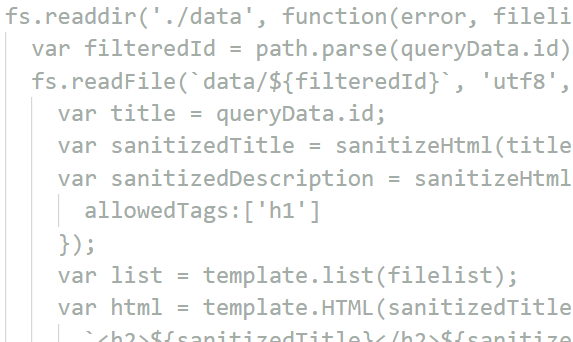 fs.readdir('./data', function(error, fileli
var filteredId = path.parse(queryData.id)
fs.readFile(`data/${filteredId}`, 'utf8',
var title = queryData.id;
var sanitizedTitle = sanitizeHtml(title
var sanitizedDescription = sanitizeHtml
allowedTags:['h1']
});
var list = template.list(filelist);
var html = template.HTML(sanitizedTitle
`<h2>${sanitizedTitle}</h2>${sanitize